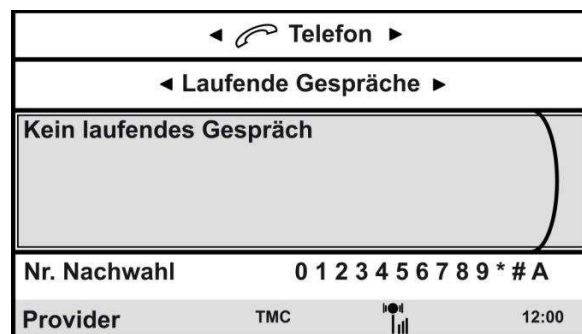 ◄ Telefon ►
◄ Laufende Gespräche ►
Kein laufendes Gespräch
Nr. Nachwahl 0 1 2 3 4 5 6 7 8 9 * # A
Provider TMC 12:00